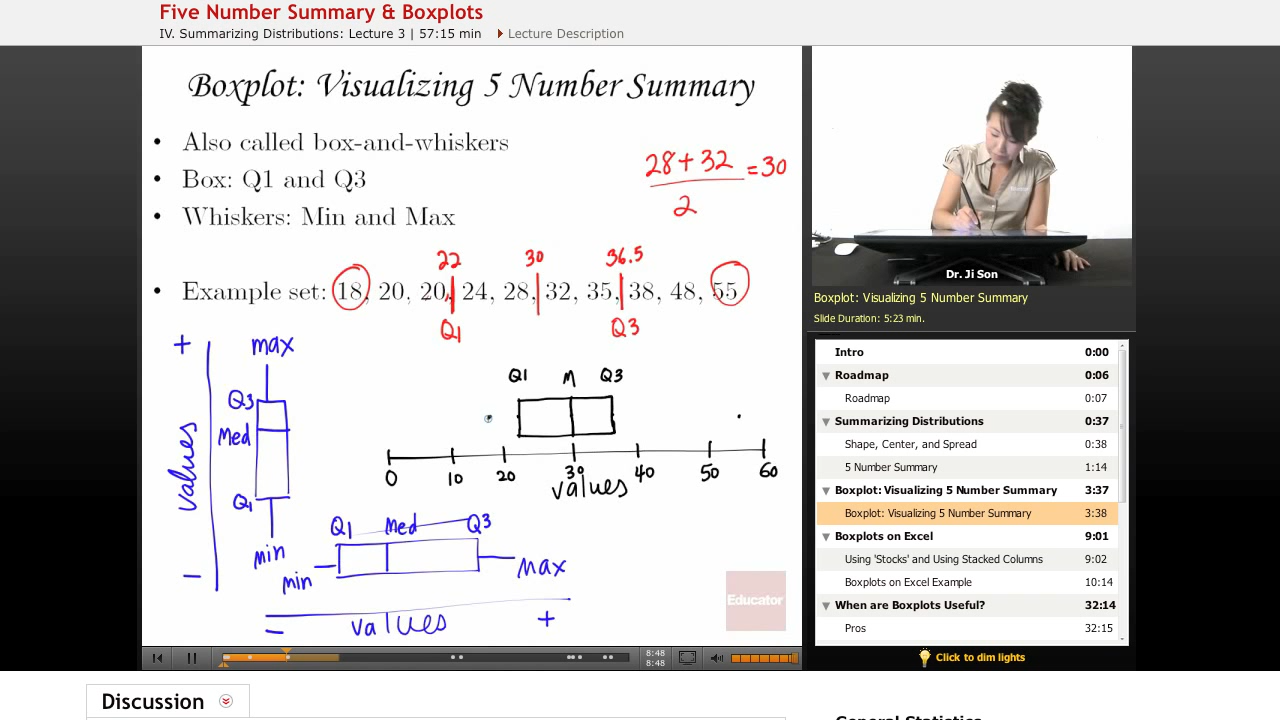 Five Number Summary & Boxplots
IV. Summarizing Distributions: Lecture 3 | 57:15 min Lecture Description
Boxplot: Visualizing 5 Number Summary
• Also called box-and-whiskers
• Box: Q1 and Q3
• Whiskers: Min and Max
28 + 32
= 30
2
22 30 36.5
• Example set: 18, 20, 20, 24, 28, 32, 35, 38, 48, 55
Q1 Q3
+
max
Q3
Med
values
Q1
min
−
Q1 M Q3
0 10 20 30 40 50 60
values
Q1 Med Q3
min
Max
− values +
Educator
8:48
8:48
Dr. Ji Son
Boxplot: Visualizing 5 Number Summary
Slide Duration: 5:23 min.
Intro 0:00
Roadmap 0:06
Roadmap 0:07
Summarizing Distributions 0:37
Shape, Center, and Spread 0:38
5 Number Summary 1:14
Boxplot: Visualizing 5 Number Summary 3:37
Boxplot: Visualizing 5 Number Summary 3:38
Boxplots on Excel 9:01
Using 'Stocks' and Using Stacked Columns 9:02
Boxplots on Excel Example 10:14
When are Boxplots Useful? 32:14
Pros 32:15
Click to dim lights
Discussion
General Statistics